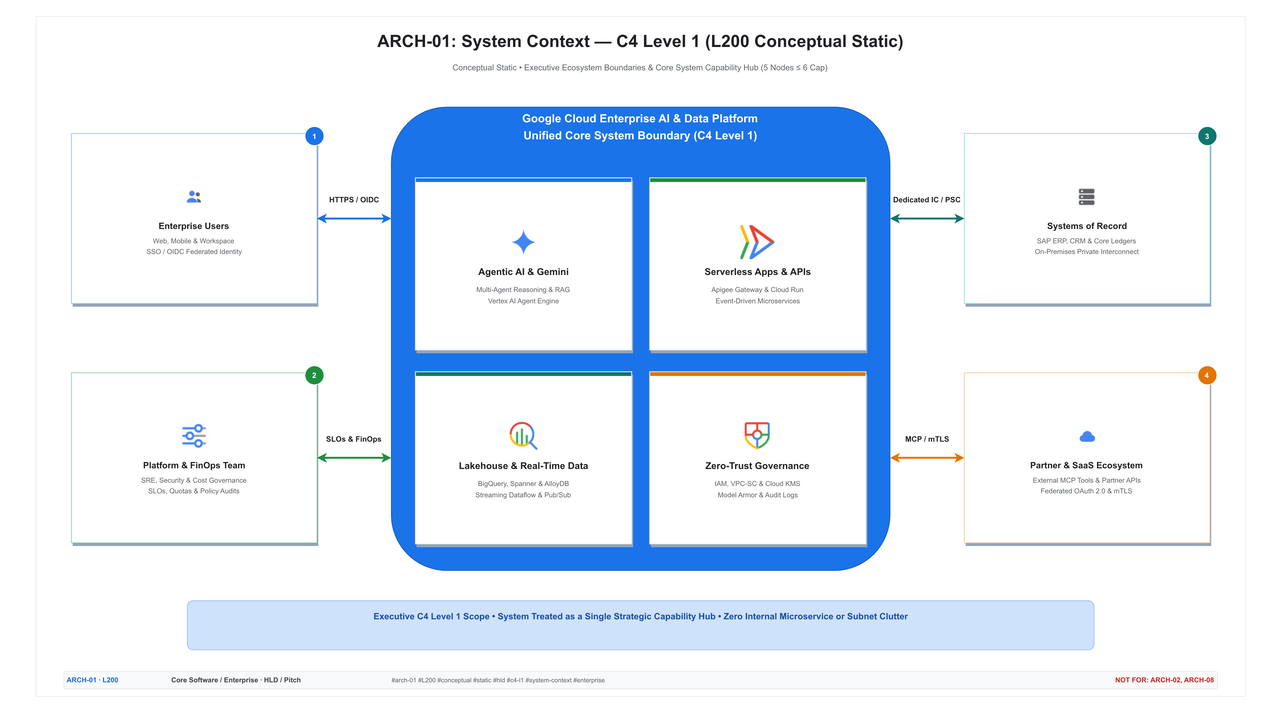 ARCH-01: System Context — C4 Level 1 (L200 Conceptual Static)
Conceptual Static • Executive Ecosystem Boundaries & Core System Capability Hub (5 Nodes ≤ 6 Cap)
Google Cloud Enterprise AI & Data Platform
Unified Core System Boundary (C4 Level 1)
1
Enterprise Users
Web, Mobile & Workspace
SSO / OIDC Federated Identity
HTTPS / OIDC
Agentic AI & Gemini
Multi-Agent Reasoning & RAG
Vertex AI Agent Engine
Serverless Apps & APIs
Apigee Gateway & Cloud Run
Event-Driven Microservices
Dedicated IC / PSC
3
Systems of Record
SAP ERP, CRM & Core Ledgers
On-Premises Private Interconnect
2
Platform & FinOps Team
SRE, Security & Cost Governance
SLOs, Quotas & Policy Audits
SLOs & FinOps
Lakehouse & Real-Time Data
BigQuery, Spanner & AlloyDB
Streaming Dataflow & Pub/Sub
Zero-Trust Governance
IAM, VPC-SC & Cloud KMS
Model Armor & Audit Logs
MCP / mTLS
4
Partner & SaaS Ecosystem
External MCP Tools & Partner APIs
Federated OAuth 2.0 & mTLS
Executive C4 Level 1 Scope • System Treated as a Single Strategic Capability Hub • Zero Internal Microservice or Subnet Clutter
ARCH-01 · L200
Core Software / Enterprise · HLD / Pitch
#arch-01 #L200 #conceptual #static #hld #c4-l1 #system-context #enterprise
NOT FOR: ARCH-02, ARCH-08